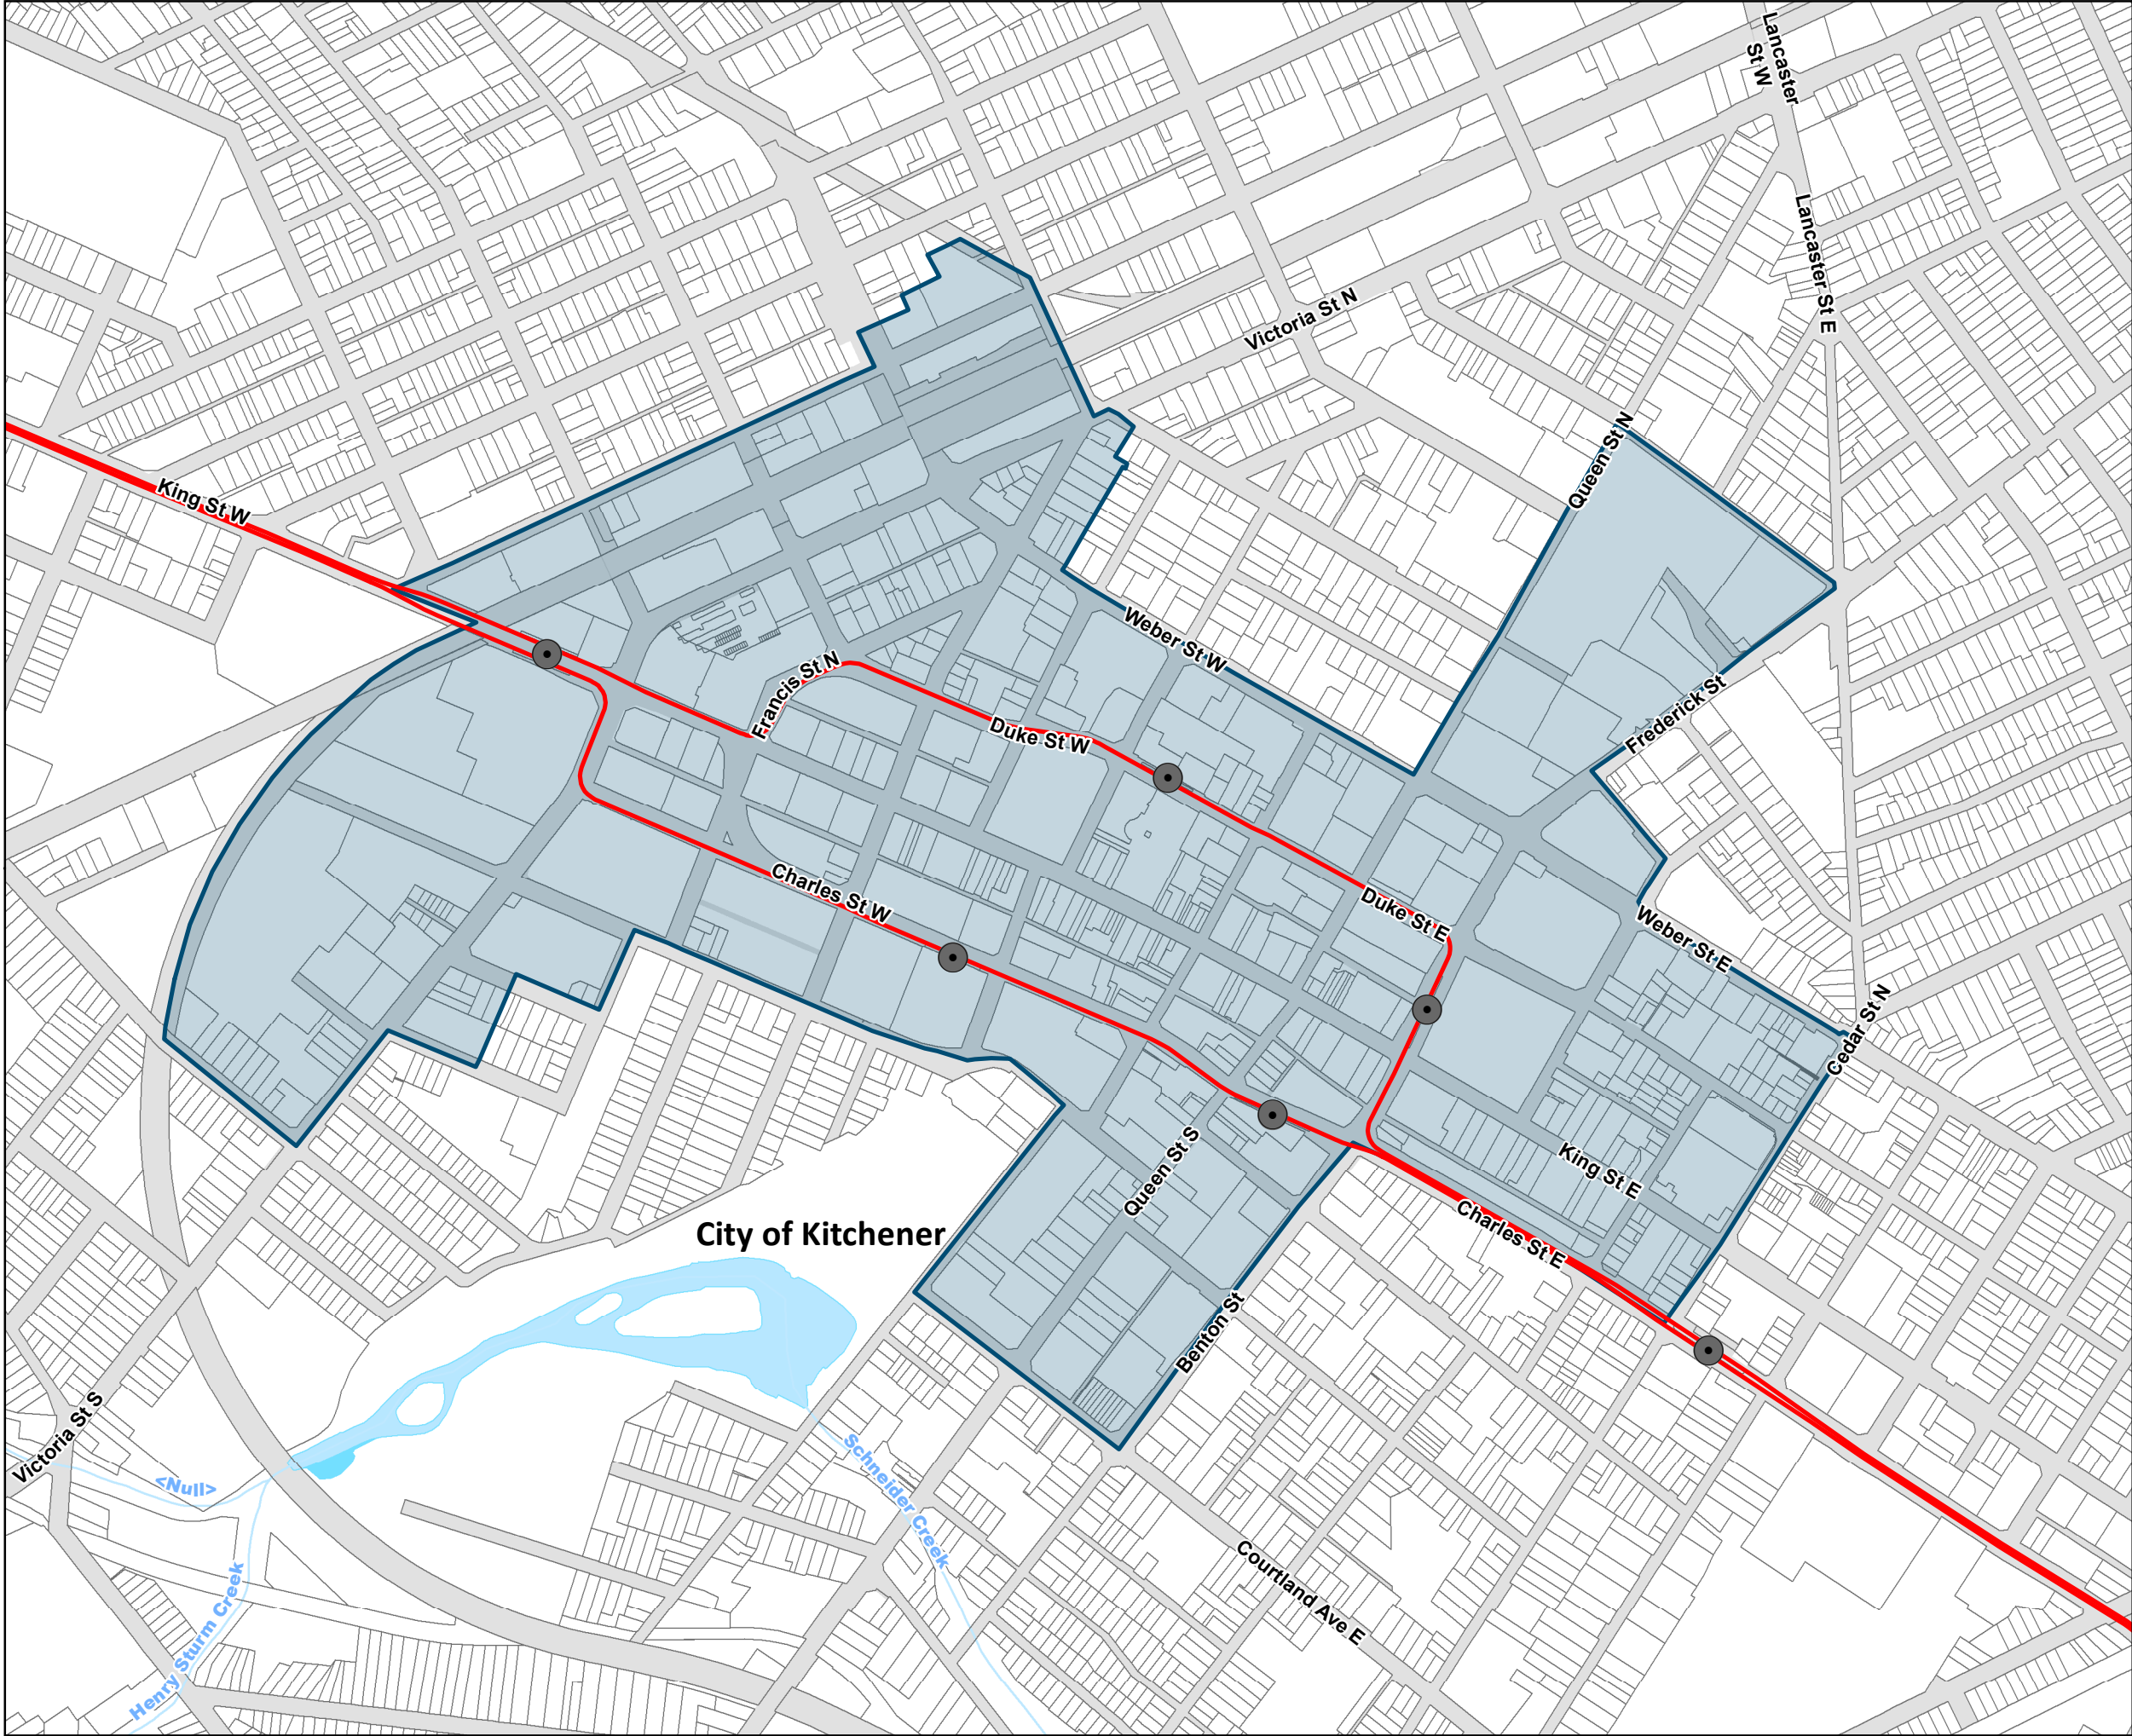 Lancaster
St W
Lancaster St E
Victoria St N
Queen St N
King St W
Weber St W
Francis St N
Frederick St
Duke St W
Charles St W
Duke St E
Weber St E
Cedar St N
Queen St S
King St E
City of Kitchener
Charles St E
Benton St
Victoria St S
<Null>
Schneider Creek
Courtland Ave E
Henry Sturm Creek